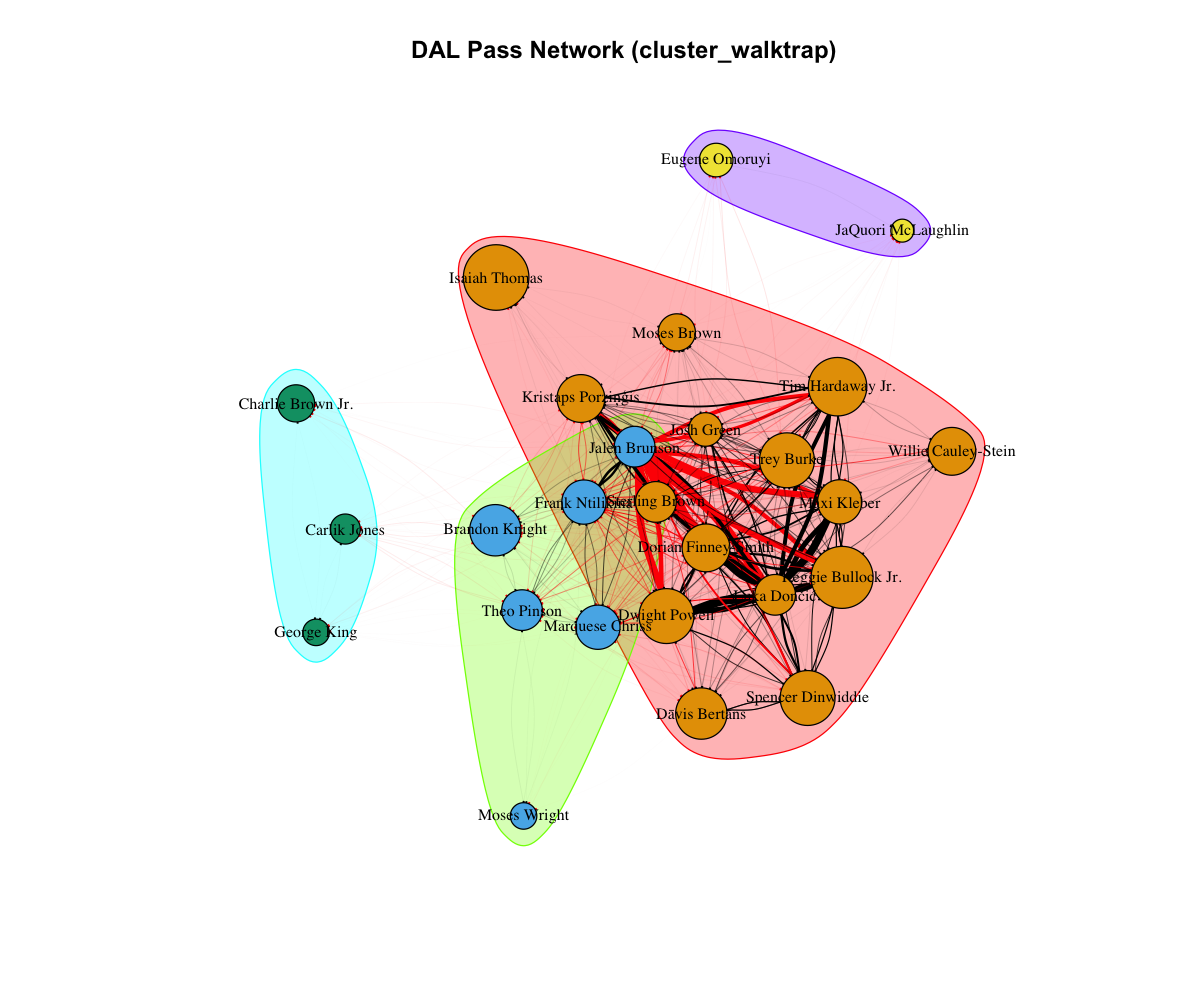 DAL Pass Network (cluster_walktrap)
Eugene Omoruyi
JaQuori McLaughlin
Isaiah Thomas
Moses Brown
Tim Hardaway Jr.
Kristaps Porziņģis
Charlie Brown Jr.
Josh Green
Jalen Brunson
Willie Cauley-Stein
Trey Burke
Frank Ntilikina
Sterling Brown
Maxi Kleber
Brandon Knight
Carlik Jones
Dorian Finney-Smith
Reggie Bullock Jr.
Luka Dončić
Theo Pinson
Dwight Powell
Marquese Chriss
George King
Spencer Dinwiddie
Dāvis Bertāns
Moses Wright